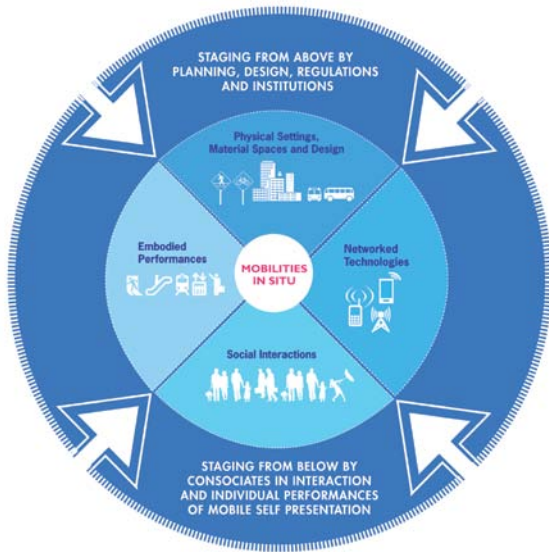 STAGING FROM ABOVE BY
PLANNING, DESIGN, REGULATIONS
AND INSTITUTIONS
Physical Settings,
Material Spaces and Design
Embodied
Performances
MOBILITIES
IN SITU
Networked
Technologies
Social Interactions
STAGING FROM BELOW BY
CONSOCIATES IN INTERACTION
AND INDIVIDUAL PERFORMANCES
OF MOBILE SELF PRESENTATION